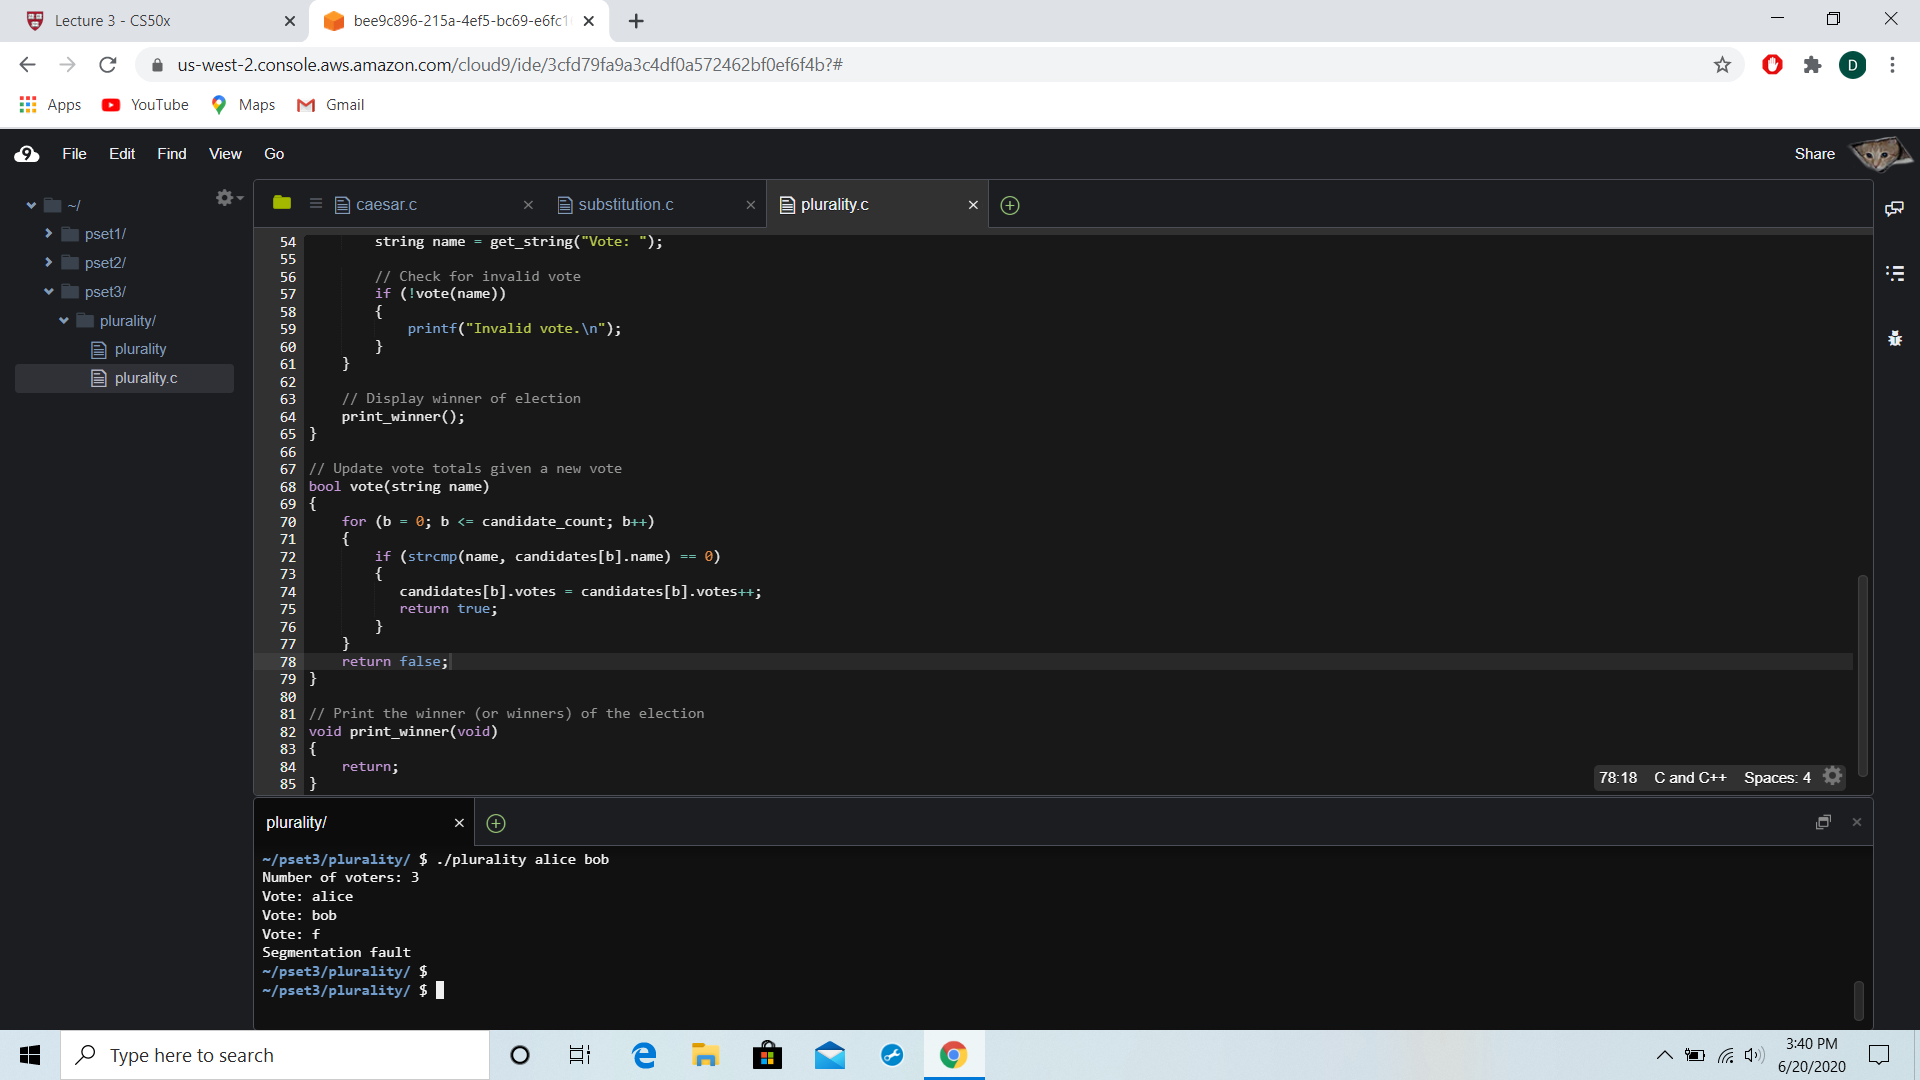 Lecture 3 - CS50x
bee9c896-215a-4ef5-bc69-e6fc1
us-west-2.console.aws.amazon.com/cloud9/ide/3cfd79fa9a3c4df0a572462bf0ef6f4b?#
D
Apps YouTube Maps Gmail
9 File Edit Find View Go Share
~/
pset1/
pset2/
pset3/
plurality/
plurality
plurality.c
caesar.c substitution.c plurality.c
54 string name = get_string("Vote: ");
55
56 // Check for invalid vote
57 if (!vote(name))
58 {
59 printf("Invalid vote.\n");
60 }
61 }
62
63 // Display winner of election
64 print_winner();
65 }
66
67 // Update vote totals given a new vote
68 bool vote(string name)
69 {
70 for (b = 0; b <= candidate_count; b++)
71 {
72 if (strcmp(name, candidates[b].name) == 0)
73 {
74 candidates[b].votes = candidates[b].votes++;
75 return true;
76 }
77 }
78 return false;
79 }
80
81 // Print the winner (or winners) of the election
82 void print_winner(void)
83 {
84 return;
85 }
78:18 C and C++ Spaces: 4
plurality/
~/pset3/plurality/ $ ./plurality alice bob
Number of voters: 3
Vote: alice
Vote: bob
Vote: f
Segmentation fault
~/pset3/plurality/ $
~/pset3/plurality/ $
Type here to search
3:40 PM
6/20/2020